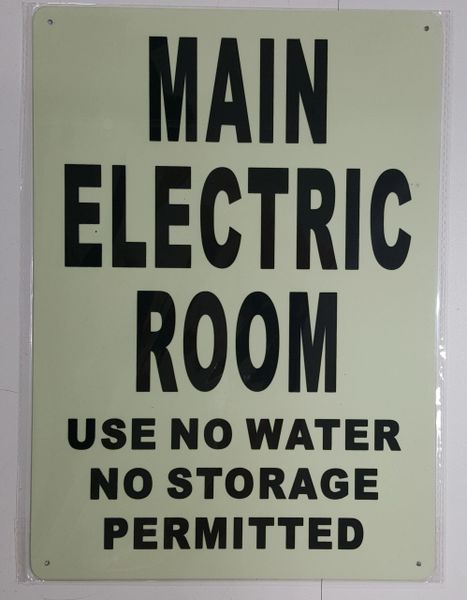 MAIN
ELECTRIC
ROOM
USE NO WATER
NO STORAGE
PERMITTED